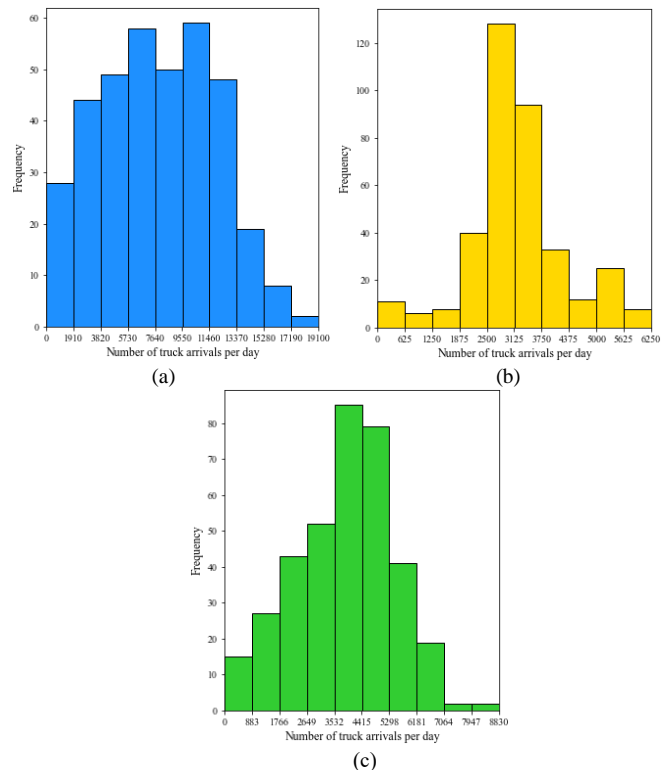 60
50
40
30
20
10
0
Frequency
0 1910 3820 5730 7640 9550 11460 13370 15280 17190 19100
Number of truck arrivals per day
(a)
120
100
80
60
40
20
0
Frequency
0 625 1250 1875 2500 3125 3750 4375 5000 5625 6250
Number of truck arrivals per day
(b)
80
70
60
50
40
30
20
10
0
Frequency
0 883 1766 2649 3532 4415 5298 6181 7064 7947 8830
Number of truck arrivals per day
(c)